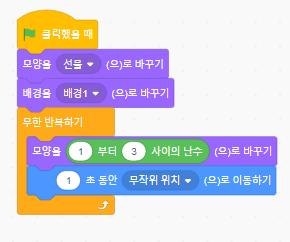 클릭했을 때
모양을 선물 (으)로 바꾸기
배경을 배경1 (으)로 바꾸기
무한 반복하기
모양을 1 부터 3 사이의 난수 (으)로 바꾸기
1 초 동안 무작위 위치 (으)로 이동하기